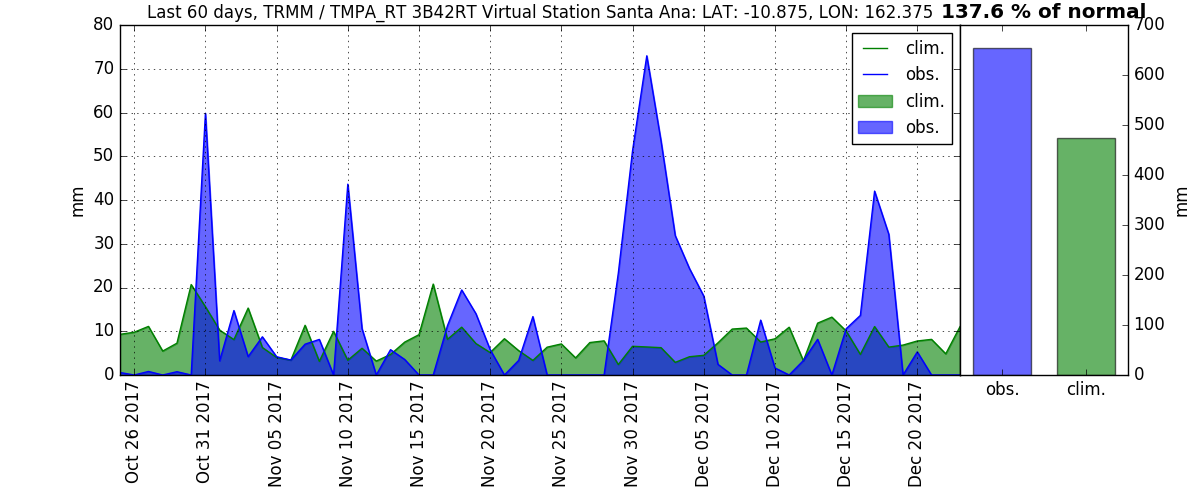 Last 60 days, TRMM / TMPA_RT 3B42RT Virtual Station Santa Ana: LAT: -10.875, LON: 162.375 137.6 % of normal
80
70
60
50
40
30
20
10
0
mm
clim.
obs.
clim.
obs.
700
600
500
400
300
200
100
0
mm
obs. clim.
Oct 26 2017
Oct 31 2017
Nov 05 2017
Nov 10 2017
Nov 15 2017
Nov 20 2017
Nov 25 2017
Nov 30 2017
Dec 05 2017
Dec 10 2017
Dec 15 2017
Dec 20 2017